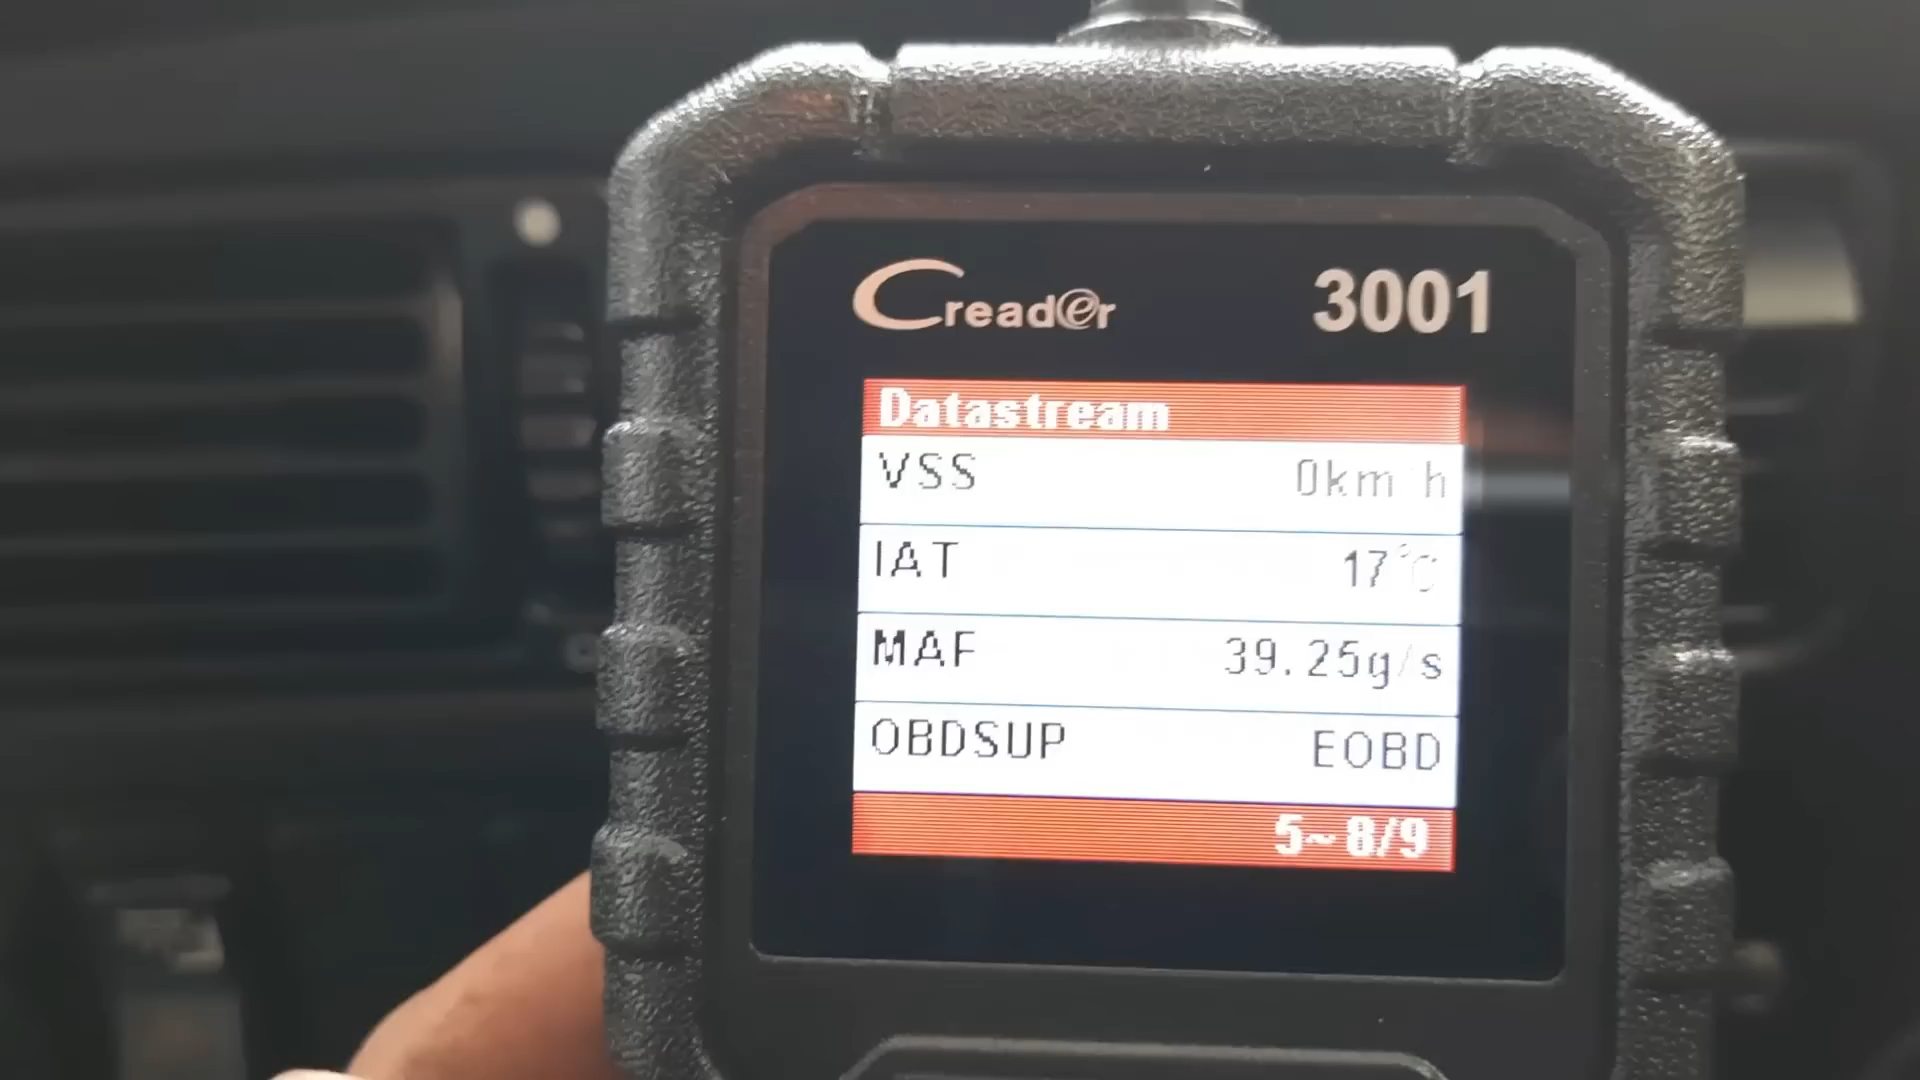 Creader 3001
Datastream
VSS 0km/h
IAT 17°C
MAF 39.25g/s
OBDSUP EOBD
5~8/9